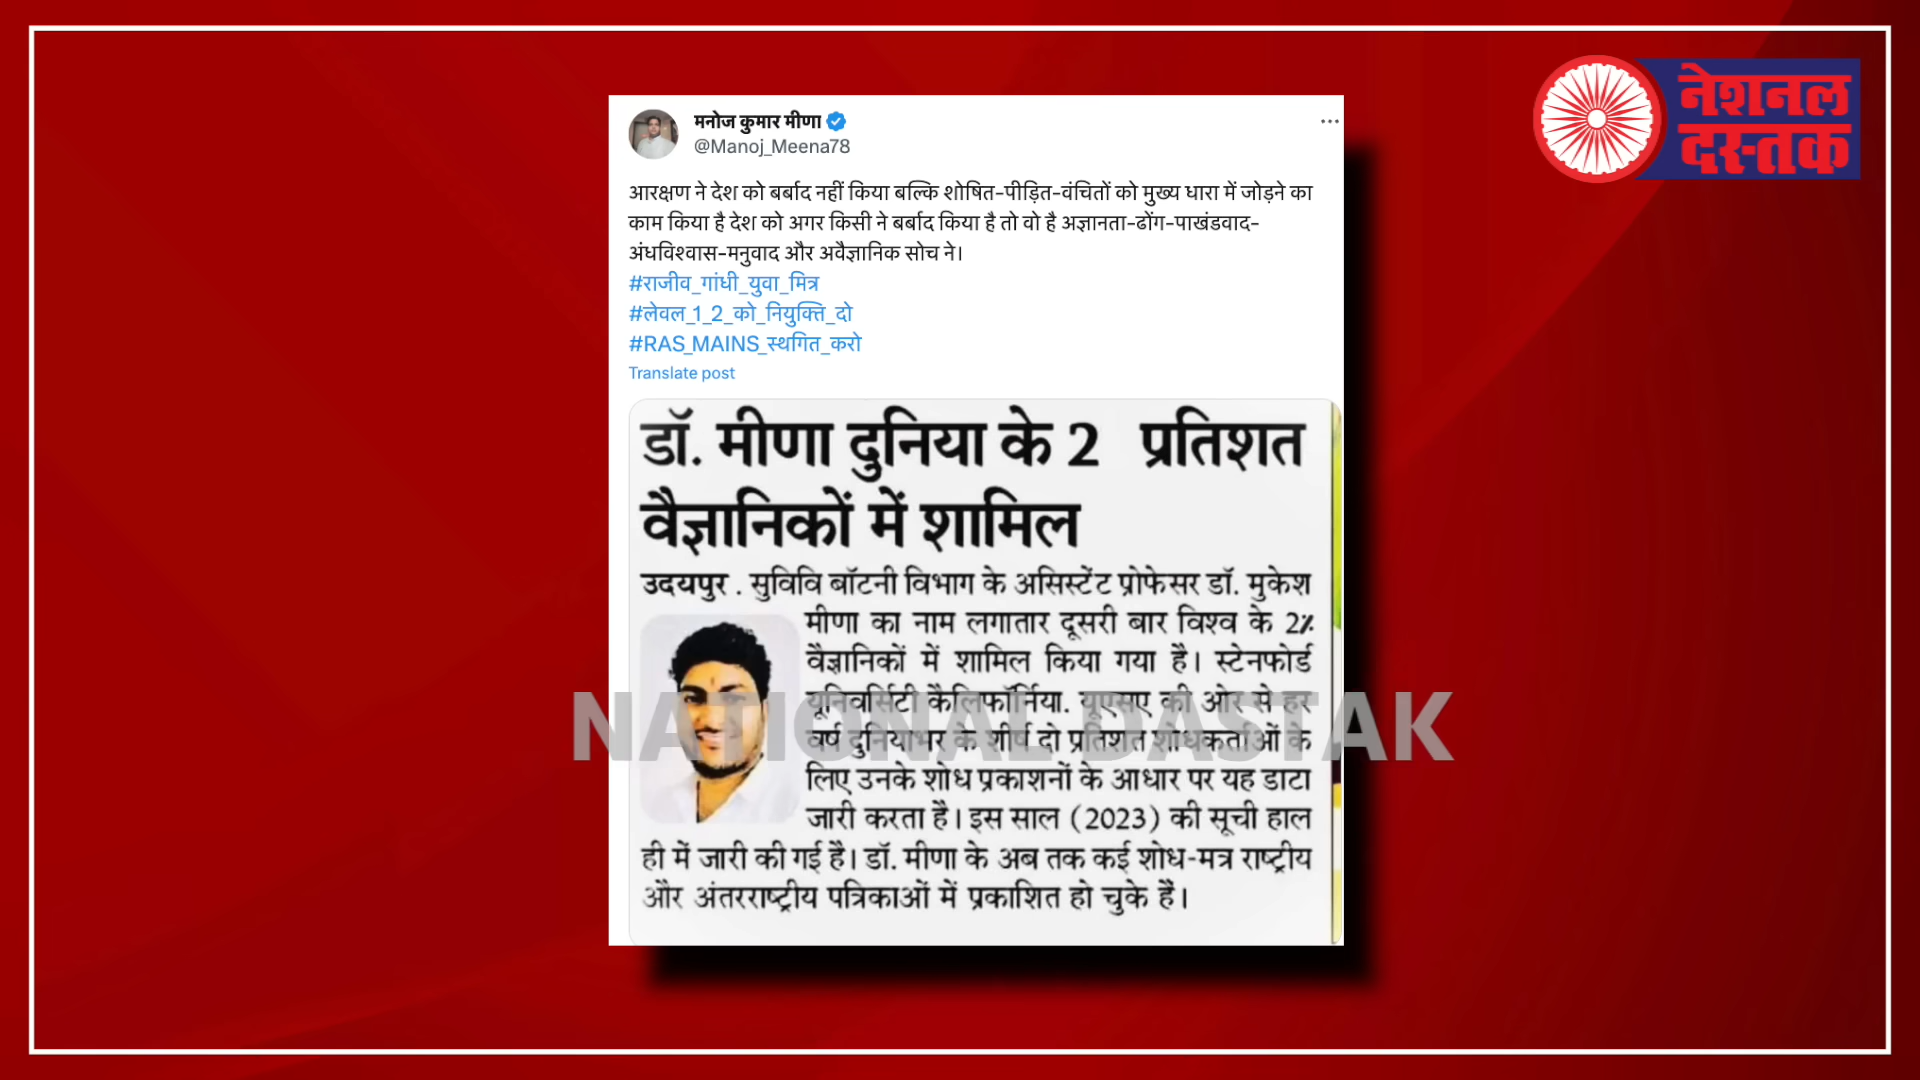 नेशनल
दस्तक
मनोज कुमार मीणा
@Manoj_Meena78
आरक्षण ने देश को बर्बाद नहीं किया बल्कि शोषित-पीड़ित-वंचितों को मुख्य धारा में जोड़ने का
काम किया है देश को अगर किसी ने बर्बाद किया है तो वो है अज्ञानता-ढोंग-पाखंडवाद-
अंधविश्वास-मनुवाद और अवैज्ञानिक सोच ने।
#राजीव_गांधी_युवा_मित्र
#लेवल_1_2_को_नियुक्ति_दो
#RAS_MAINS_स्थगित_करो
Translate post
डॉ. मीणा दुनिया के 2 प्रतिशत
वैज्ञानिकों में शामिल
उदयपुर. सुविवि बॉटनी विभाग के असिस्टेंट प्रोफेसर डॉ. मुकेश
मीणा का नाम लगातार दूसरी बार विश्व के 2%
वैज्ञानिकों में शामिल किया गया है। स्टेनफोर्ड
यूनिवर्सिटी कैलिफॉर्निया. यूएसए की ओर से हर
वर्ष दुनियाभर के शीर्ष दो प्रतिशत शोधकर्ताओं के
लिए उनके शोध प्रकाशनों के आधार पर यह डाटा
जारी करता है। इस साल (2023) की सूची हाल
ही में जारी की गई है। डॉ. मीणा के अब तक कई शोध-मत्र राष्ट्रीय
और अंतरराष्ट्रीय पत्रिकाओं में प्रकाशित हो चुके हैं।
NATIONAL DASTAK